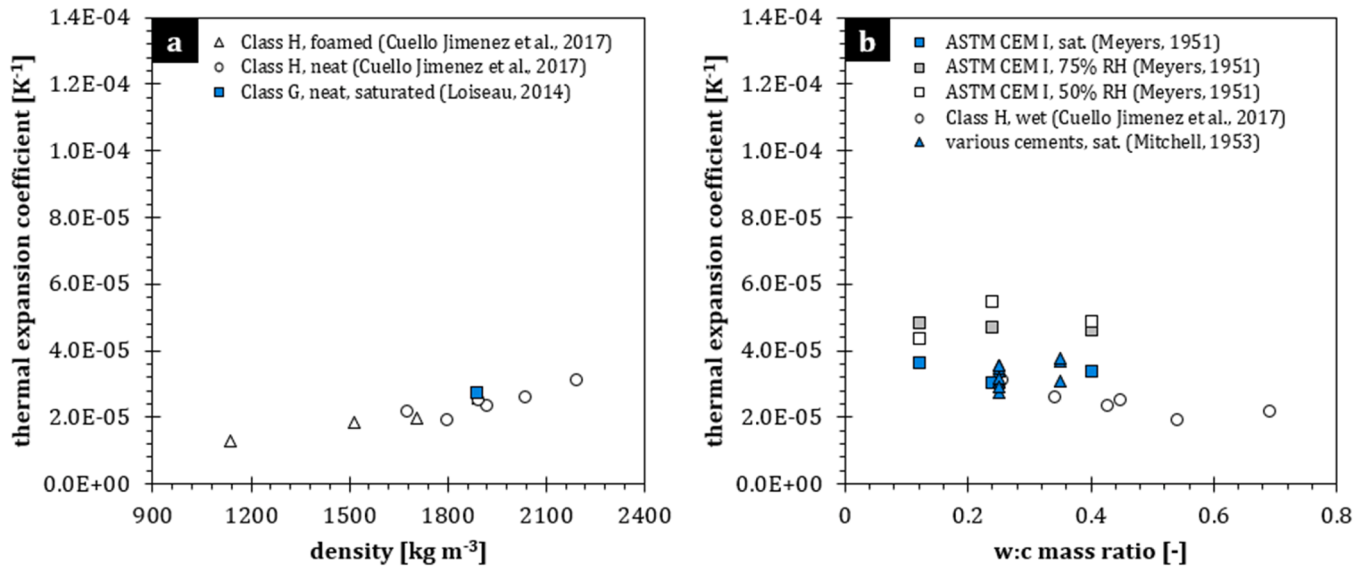 a
Class H, foamed (Cuello Jimenez et al., 2017)
Class H, neat (Cuello Jimenez et al., 2017)
Class G, neat, saturated (Loiseau, 2014)
thermal expansion coefficient [K⁻¹]
1.4E-04
1.2E-04
1.0E-04
8.0E-05
6.0E-05
4.0E-05
2.0E-05
0.0E+00
900 1200 1500 1800 2100 2400
density [kg m⁻³]
b
ASTM CEM I, sat. (Meyers, 1951)
ASTM CEM I, 75% RH (Meyers, 1951)
ASTM CEM I, 50% RH (Meyers, 1951)
Class H, wet (Cuello Jimenez et al., 2017)
various cements, sat. (Mitchell, 1953)
thermal expansion coefficient [K⁻¹]
1.4E-04
1.2E-04
1.0E-04
8.0E-05
6.0E-05
4.0E-05
2.0E-05
0.0E+00
0 0.2 0.4 0.6 0.8
w:c mass ratio [-]